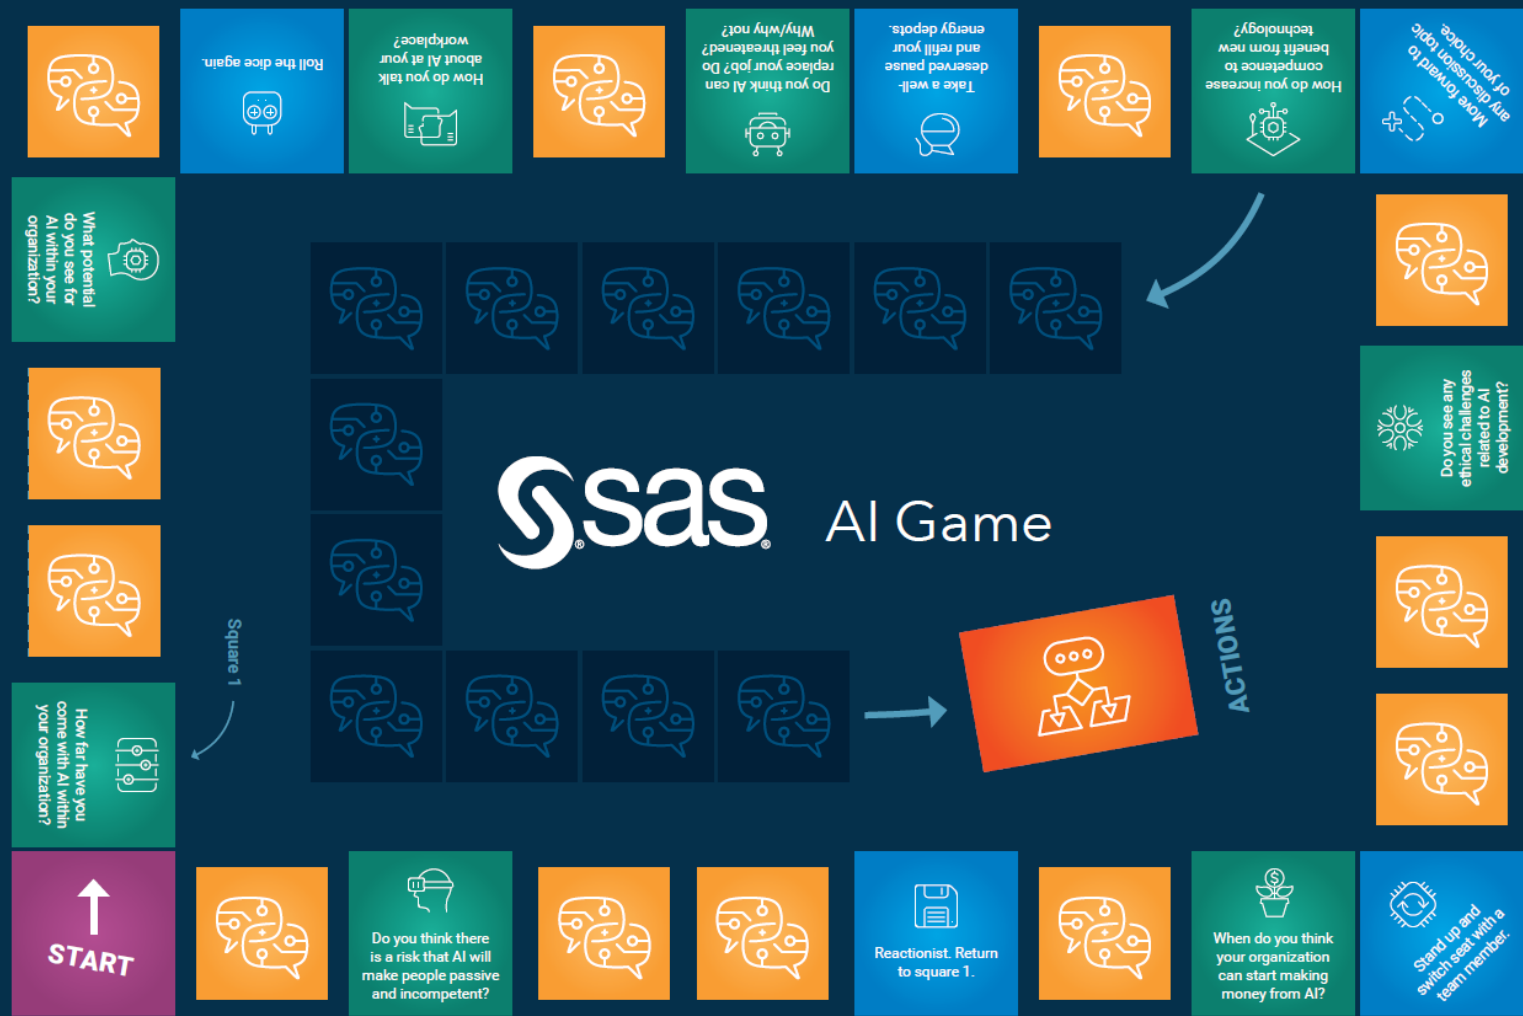 Roll the dice again.
How do you talk
about AI at your
workplace?
Do you think AI can
replace your job? Do
you feel threatened?
Why/why not?
Take a well-
deserved pause
and refill your
energy depots.
How do you increase
competence to
benefit from new
technology?
Move forward to
any discussion topic
of your choice.
What potential
do you see for
AI within your
organization?
Do you see any
ethical challenges
related to AI
development?
sas
AI Game
ACTIONS
Square 1
How far have you
come with AI within
your organization?
START
Do you think there
is a risk that AI will
make people passive
and incompetent?
Reactionist. Return
to square 1.
When do you think
your organization
can start making
money from AI?
Stand up and
switch seat with a
team member.